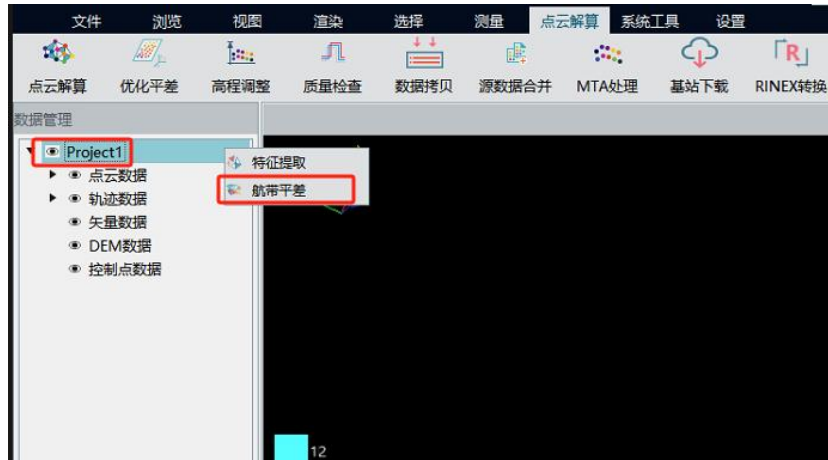 文件 浏览 视图 渲染 选择 测量 点云解算 系统工具 设置
点云解算 优化平差 高程调整 质量检查 数据拷贝 源数据合并 MTA处理 基站下载 RINEX转换
数据管理
Project1
特征提取
点云数据
航带平差
轨迹数据
矢量数据
DEM数据
控制点数据
12